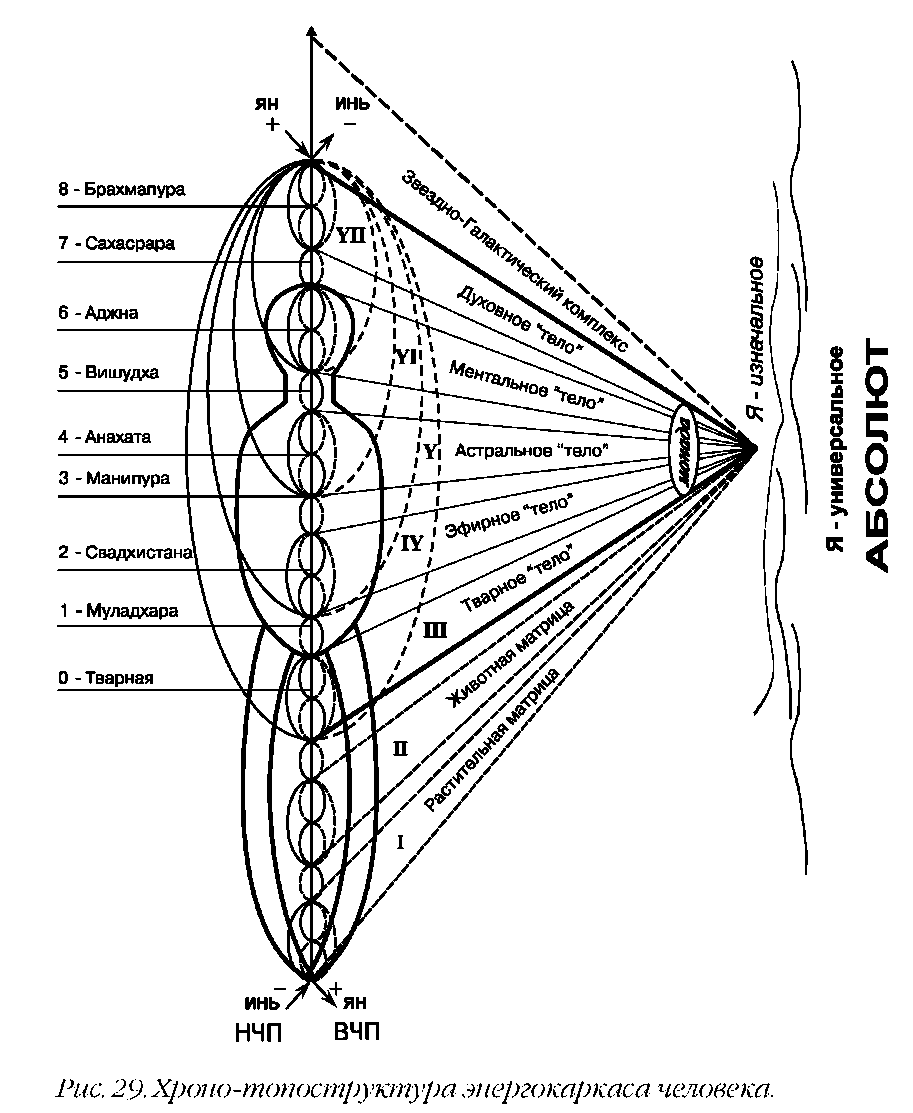 ЯН ИНЬ
+ −
8 - Брахмапура
7 - Сахасрара
6 - Аджна
5 - Вишудха
4 - Анахата
3 - Манипура
2 - Свадхистана
1 - Муладхара
0 - Тварная
YII
YI
Y
IY
III
II
I
Звездно-Галактический комплекс
Духовное "тело"
Ментальное "тело"
Астральное "тело"
Эфирное "тело"
Тварное "тело"
Животная матрица
Растительная матрица
Я - изначальное
Я - универсальное
АБСОЛЮТ
− +
ИНЬ ЯН
НЧП ВЧП
Рис. 29. Хроно-топоструктура энергокаркаса человека.